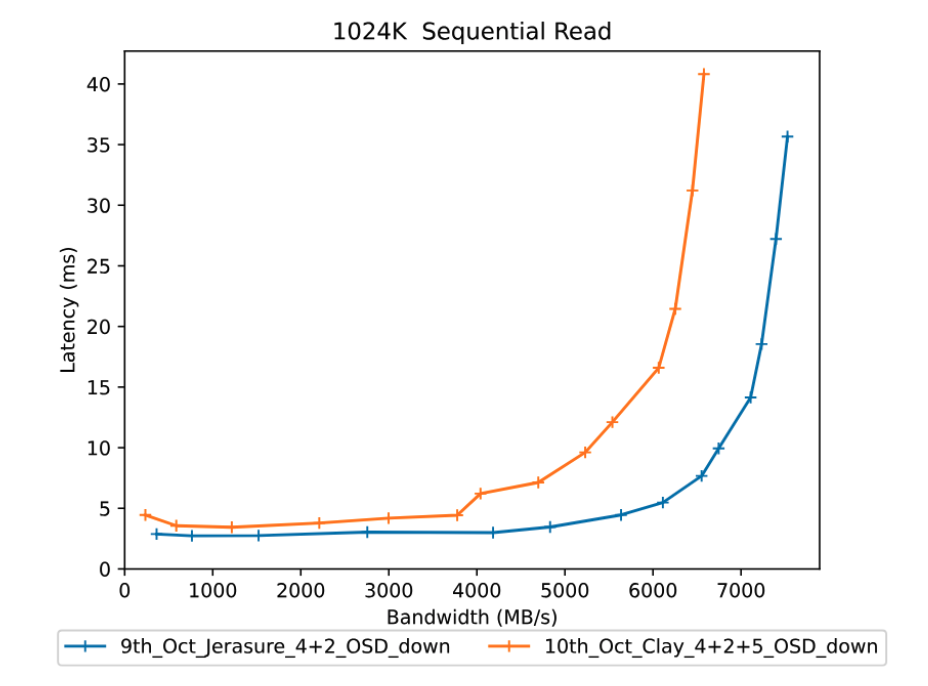 1024K  Sequential Read
Latency (ms)
40
35
30
25
20
15
10
5
0
0 1000 2000 3000 4000 5000 6000 7000
Bandwidth (MB/s)
9th_Oct_Jerasure_4+2_OSD_down 10th_Oct_Clay_4+2+5_OSD_down